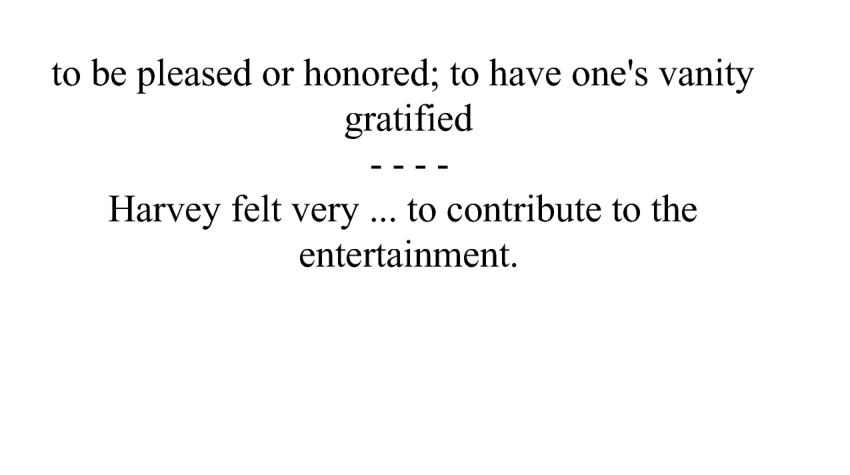 to be pleased or honored; to have one's vanity
gratified
- - - -
Harvey felt very ... to contribute to the
entertainment.